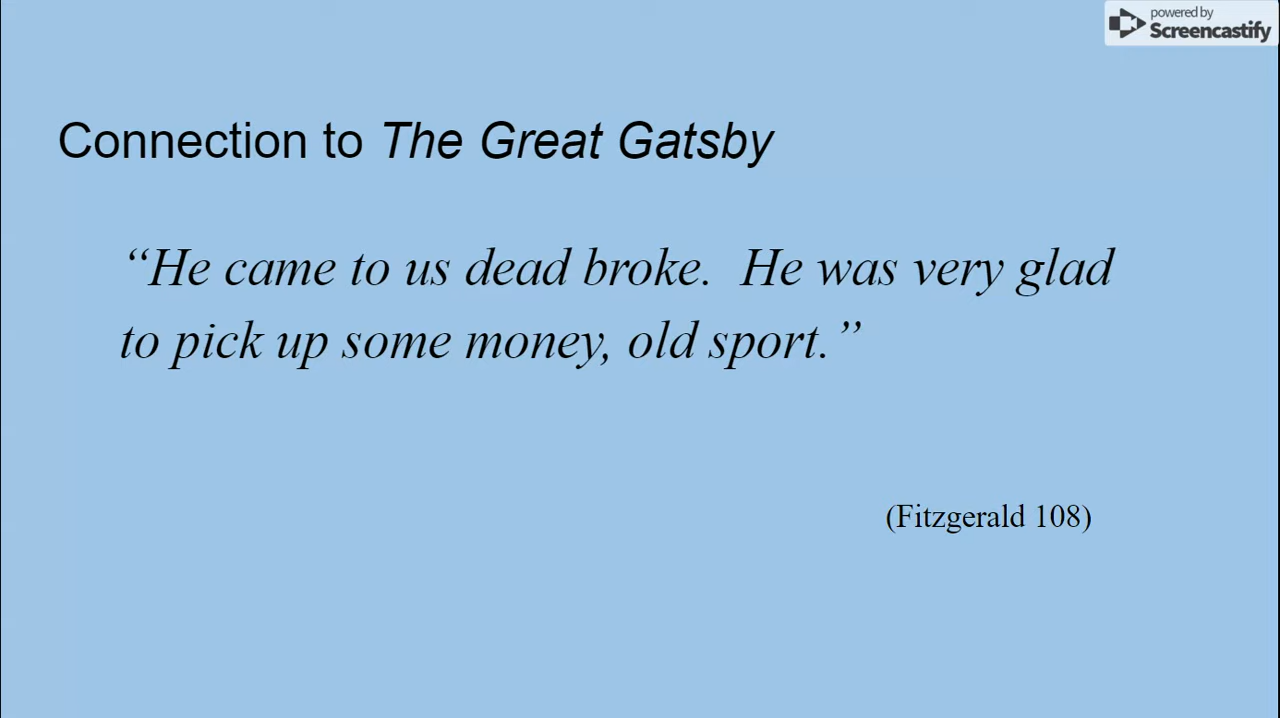 powered by
Screencastify
Connection to The Great Gatsby
“He came to us dead broke.  He was very glad
to pick up some money, old sport.”
(Fitzgerald 108)